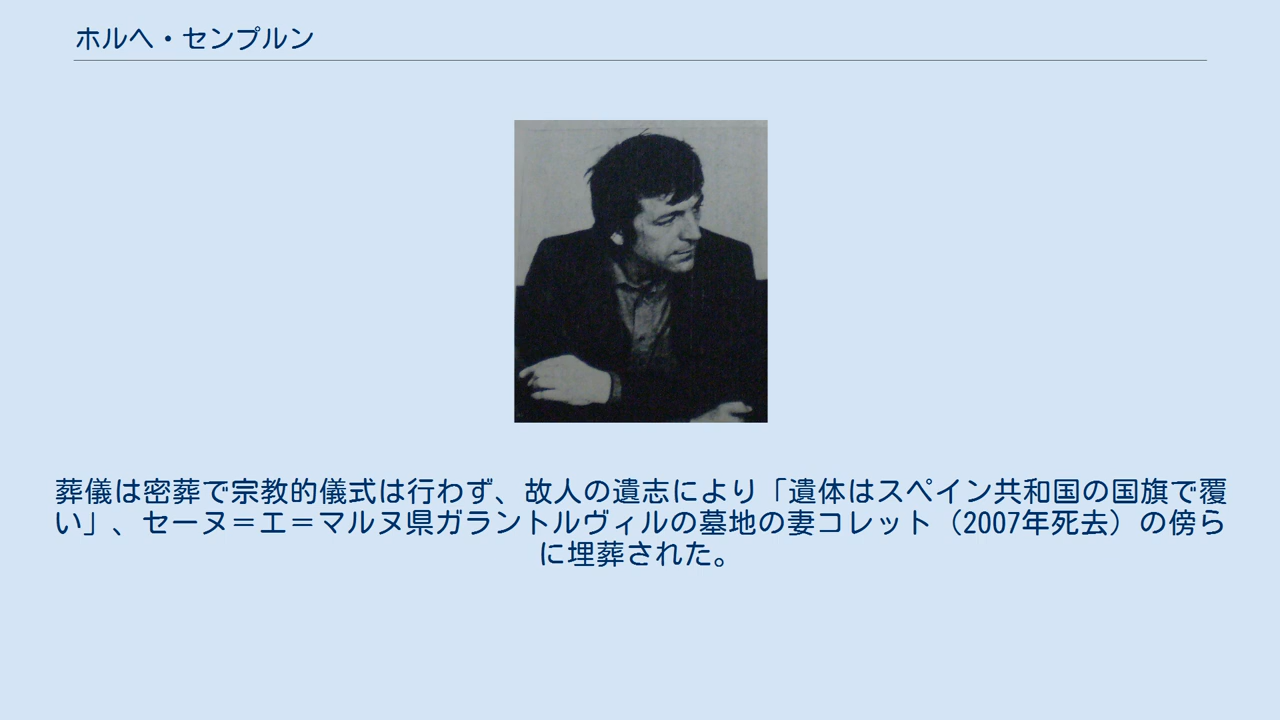 ホルヘ・センプルン
葬儀は密葬で宗教的儀式は行わず、故人の遺志により「遺体はスペイン共和国の国旗で覆
い」、セーヌ＝エ＝マルヌ県ガラントルヴィルの墓地の妻コレット（2007年死去）の傍ら
に埋葬された。